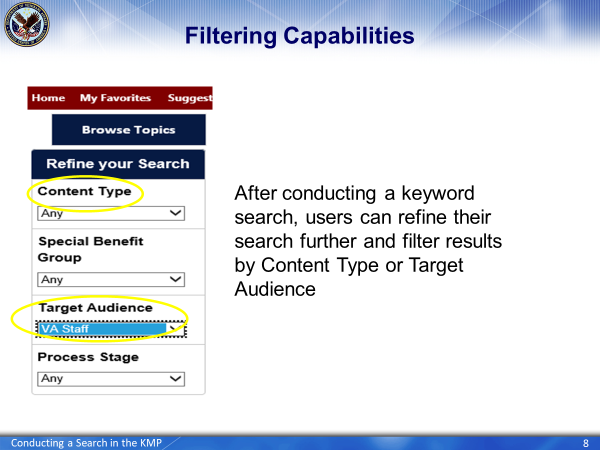 Filtering Capabilities
Home My Favorites Suggest
Browse Topics
Refine your Search
Content Type
Any
Special Benefit
Group
Any
Target Audience
VA Staff
Process Stage
Any
After conducting a keyword
search, users can refine their
search further and filter results
by Content Type or Target
Audience
Conducting a Search in the KMP
8